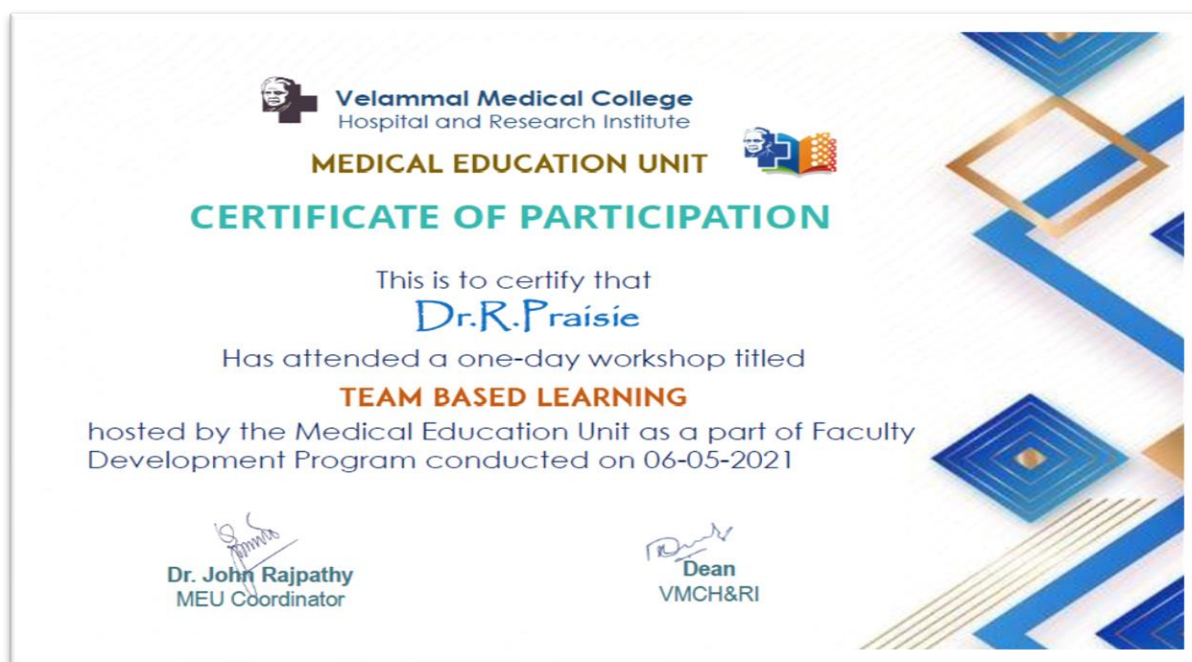 Velammal Medical College
Hospital and Research Institute
MEDICAL EDUCATION UNIT
CERTIFICATE OF PARTICIPATION
This is to certify that
Dr.R.Praisie
Has attended a one-day workshop titled
TEAM BASED LEARNING
hosted by the Medical Education Unit as a part of Faculty
Development Program conducted on 06-05-2021
Dr. John Rajpathy
MEU Coordinator
Dean
VMCH&RI